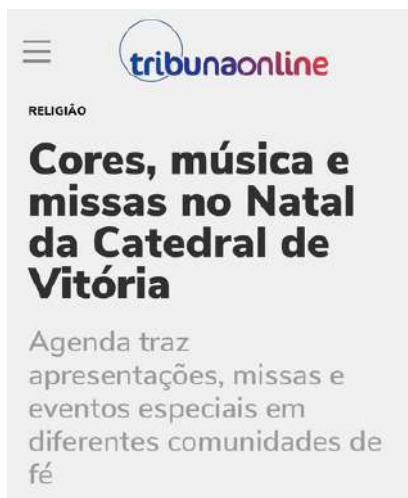 tribunaonline
RELIGIÃO
Cores, música e
missas no Natal
da Catedral de
Vitória
Agenda traz
apresentações, missas e
eventos especiais em
diferentes comunidades de
fé